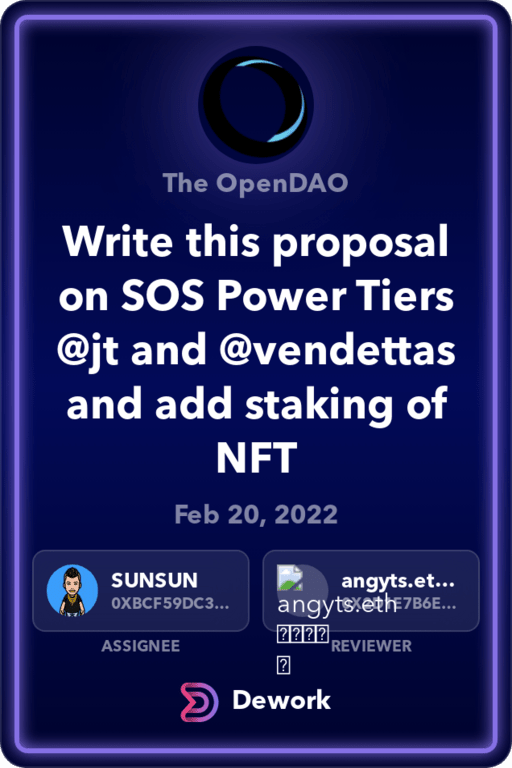 The OpenDAO
Write this proposal
on SOS Power Tiers
@jt and @vendettas
and add staking of
NFT
Feb 20, 2022
SUNSUN
0XBCF59DC3...
ASSIGNEE
angyts.et...
angyts.eth
REVIEWER
Dework